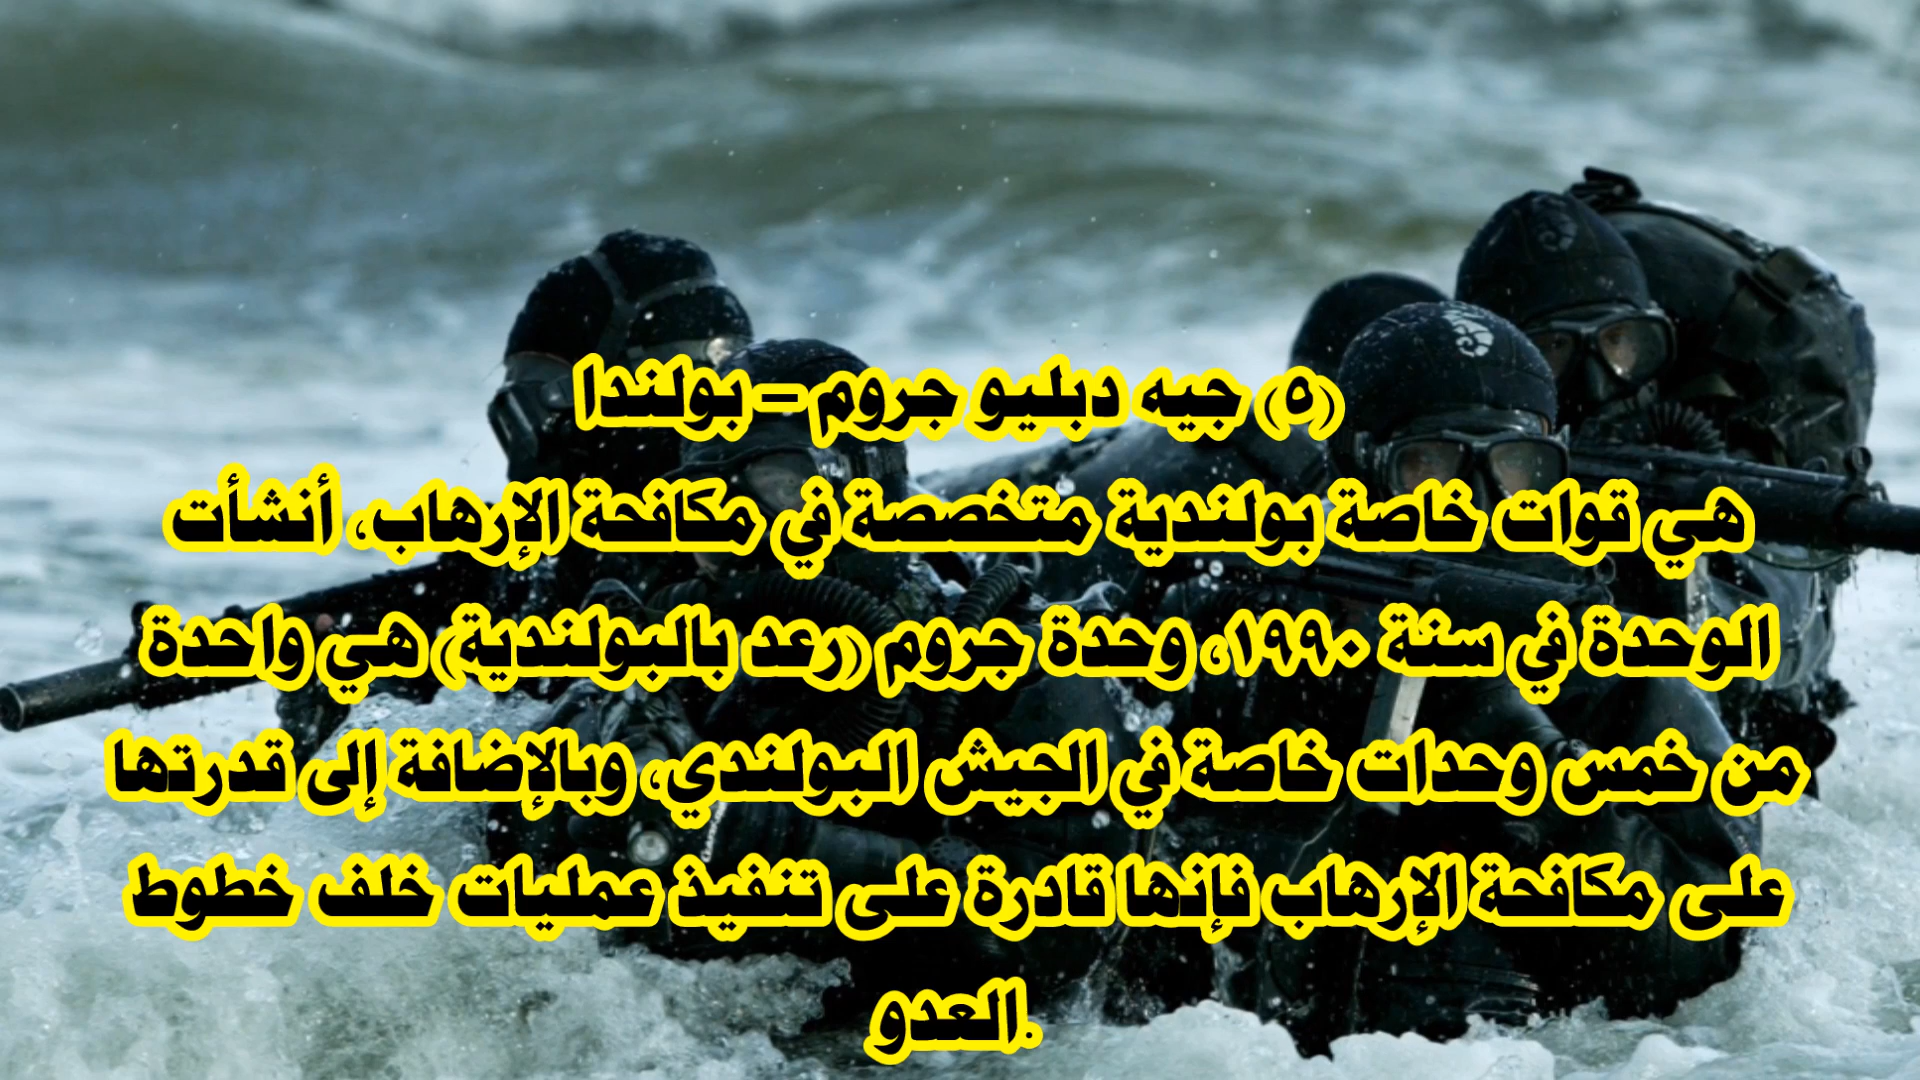 (٥) جيه دبليو جروم – بولندا
هي قوات خاصة بولندية متخصصة في مكافحة الإرهاب، أنشأت
الوحدة في سنة ١٩٩٠، وحدة جروم (رعد بالبولندية) هي واحدة
من خمس وحدات خاصة في الجيش البولندي، وبالإضافة إلى قدرتها
على مكافحة الإرهاب فإنها قادرة على تنفيذ عمليات خلف خطوط
العدو.